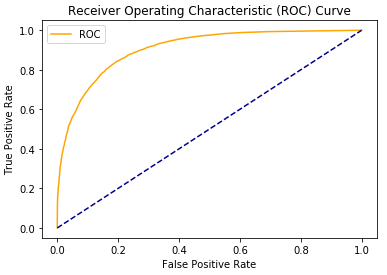 Receiver Operating Characteristic (ROC) Curve
ROC
True Positive Rate
1.0
0.8
0.6
0.4
0.2
0.0
0.0 0.2 0.4 0.6 0.8 1.0
False Positive Rate